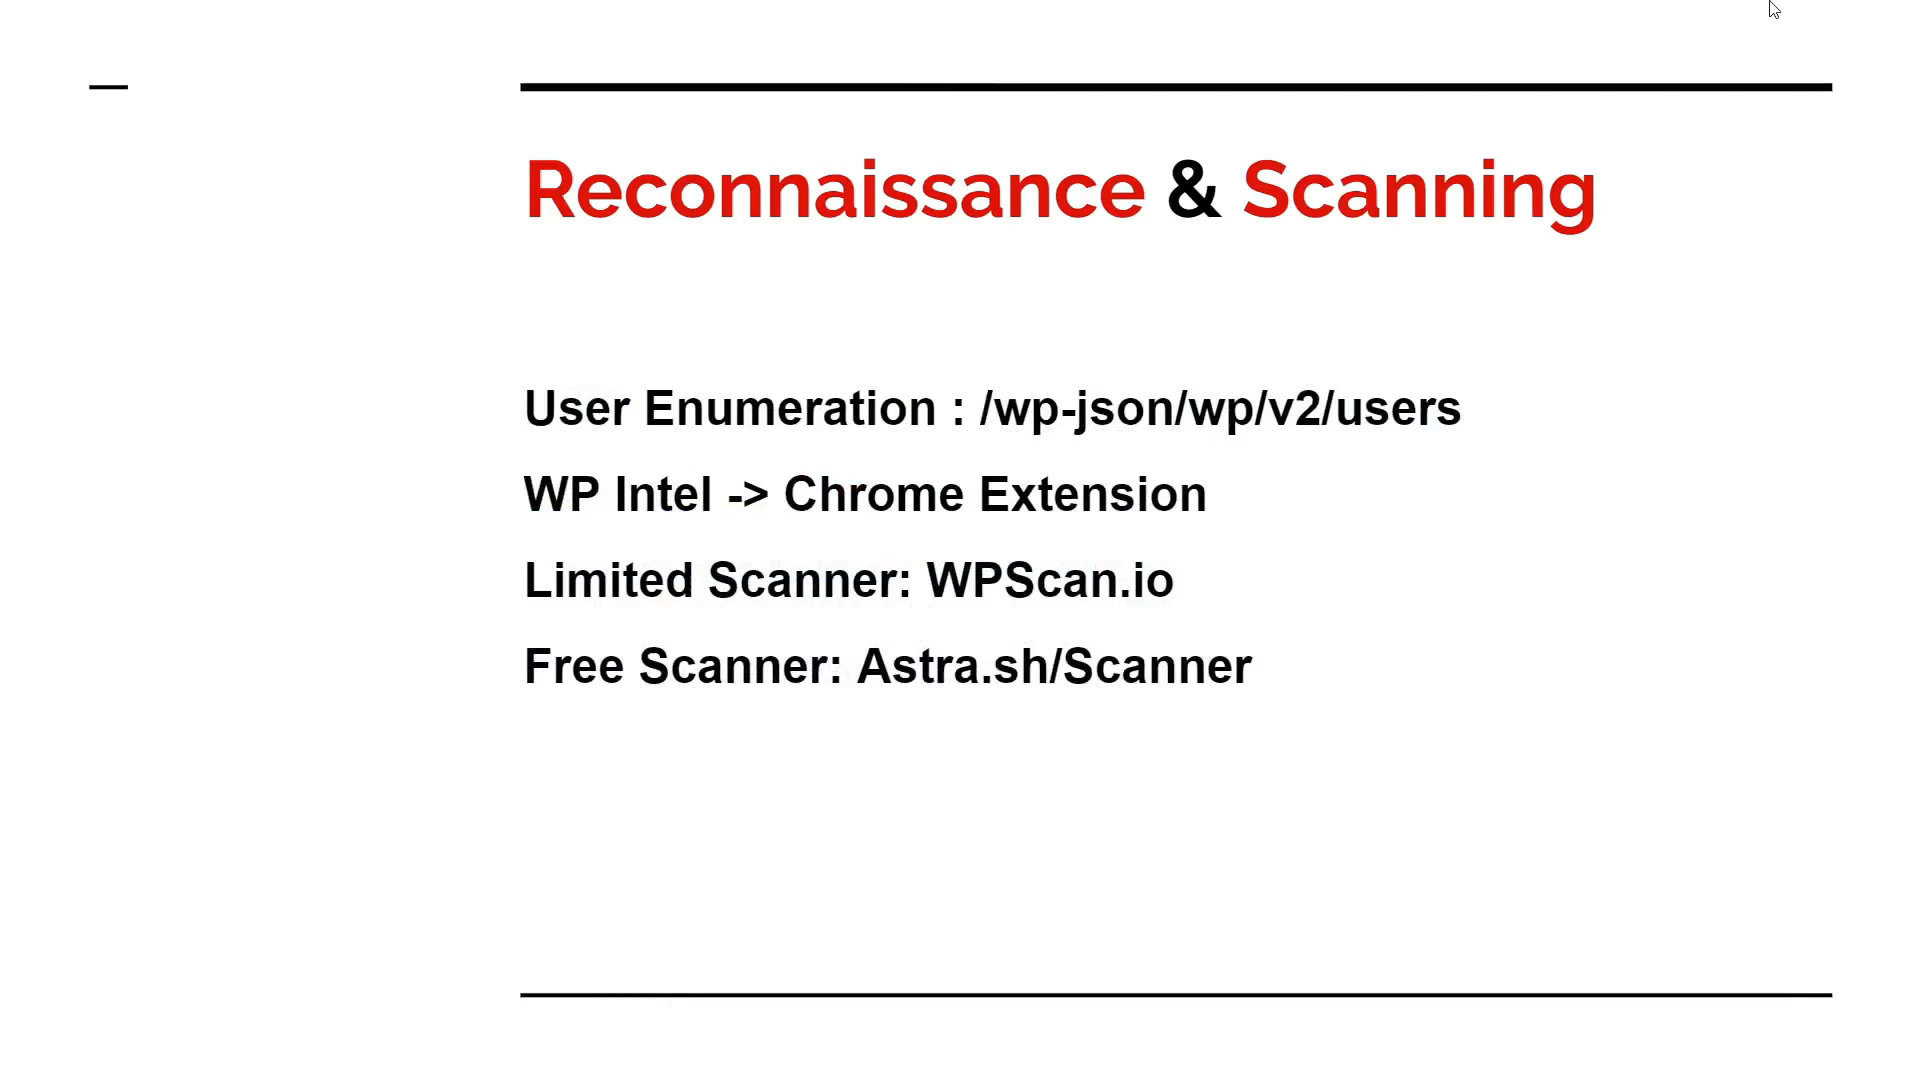 Reconnaissance & Scanning
User Enumeration : /wp-json/wp/v2/users
WP Intel -> Chrome Extension
Limited Scanner: WPScan.io
Free Scanner: Astra.sh/Scanner